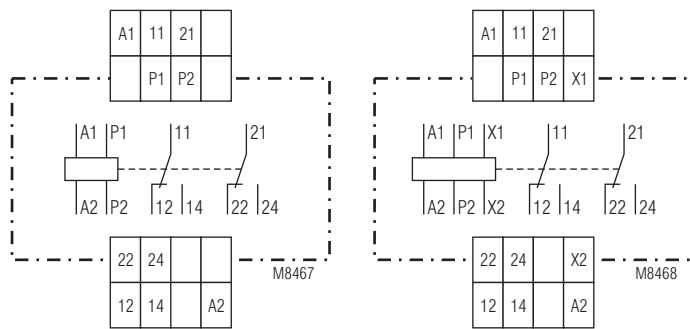 A1 11 21
P1 P2
A1 P1 11 21
A2 P2 12 14 22 24
22 24
M8467
12 14 A2
A1 11 21
P1 P2 X1
A1 P1 X1 11 21
A2 P2 X2 12 14 22 24
22 24 X2
M8468
12 14 A2